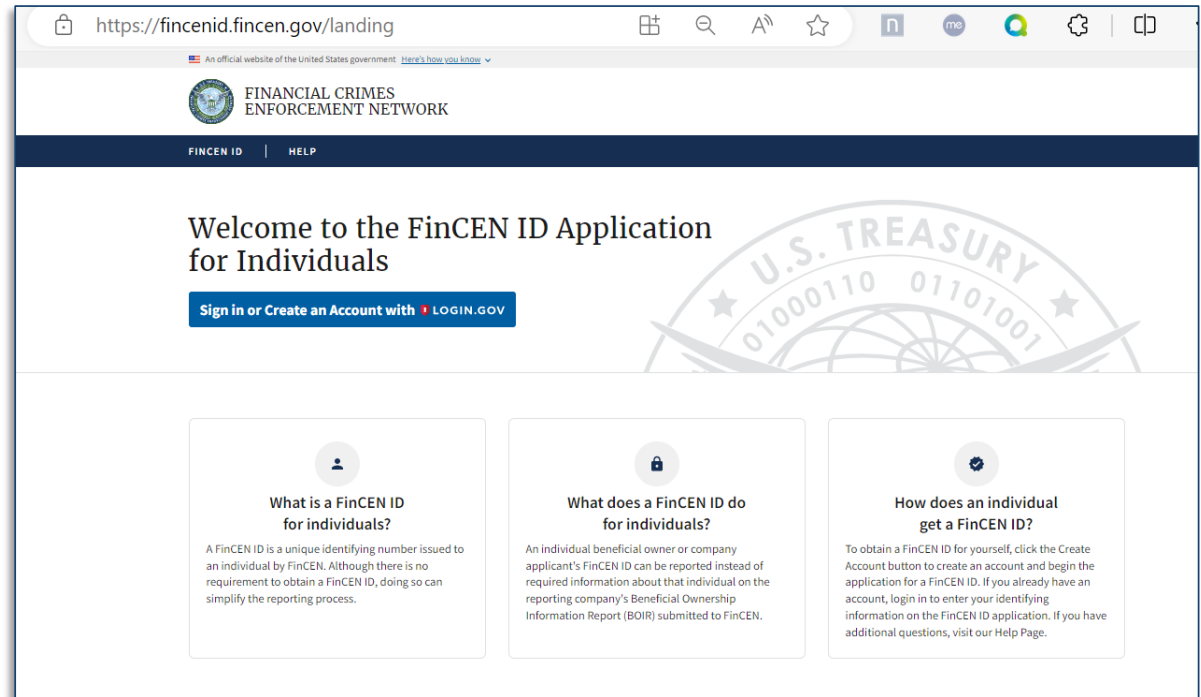 https://fincenid.fincen.gov/landing
A
n
me
An official website of the United States government Here's how you know
FINANCIAL CRIMES
ENFORCEMENT NETWORK
FINCEN ID | HELP
Welcome to the FinCEN ID Application
for Individuals
Sign in or Create an Account with LOGIN.GOV
U.S. TREASURY
01000110 01101001
What is a FinCEN ID
for individuals?
A FinCEN ID is a unique identifying number issued to
an individual by FinCEN. Although there is no
requirement to obtain a FinCEN ID, doing so can
simplify the reporting process.
What does a FinCEN ID do
for individuals?
An individual beneficial owner or company
applicant's FinCEN ID can be reported instead of
required information about that individual on the
reporting company's Beneficial Ownership
Information Report (BOIR) submitted to FinCEN.
How does an individual
get a FinCEN ID?
To obtain a FinCEN ID for yourself, click the Create
Account button to create an account and begin the
application for a FinCEN ID. If you already have an
account, login in to enter your identifying
information on the FinCEN ID application. If you have
additional questions, visit our Help Page.